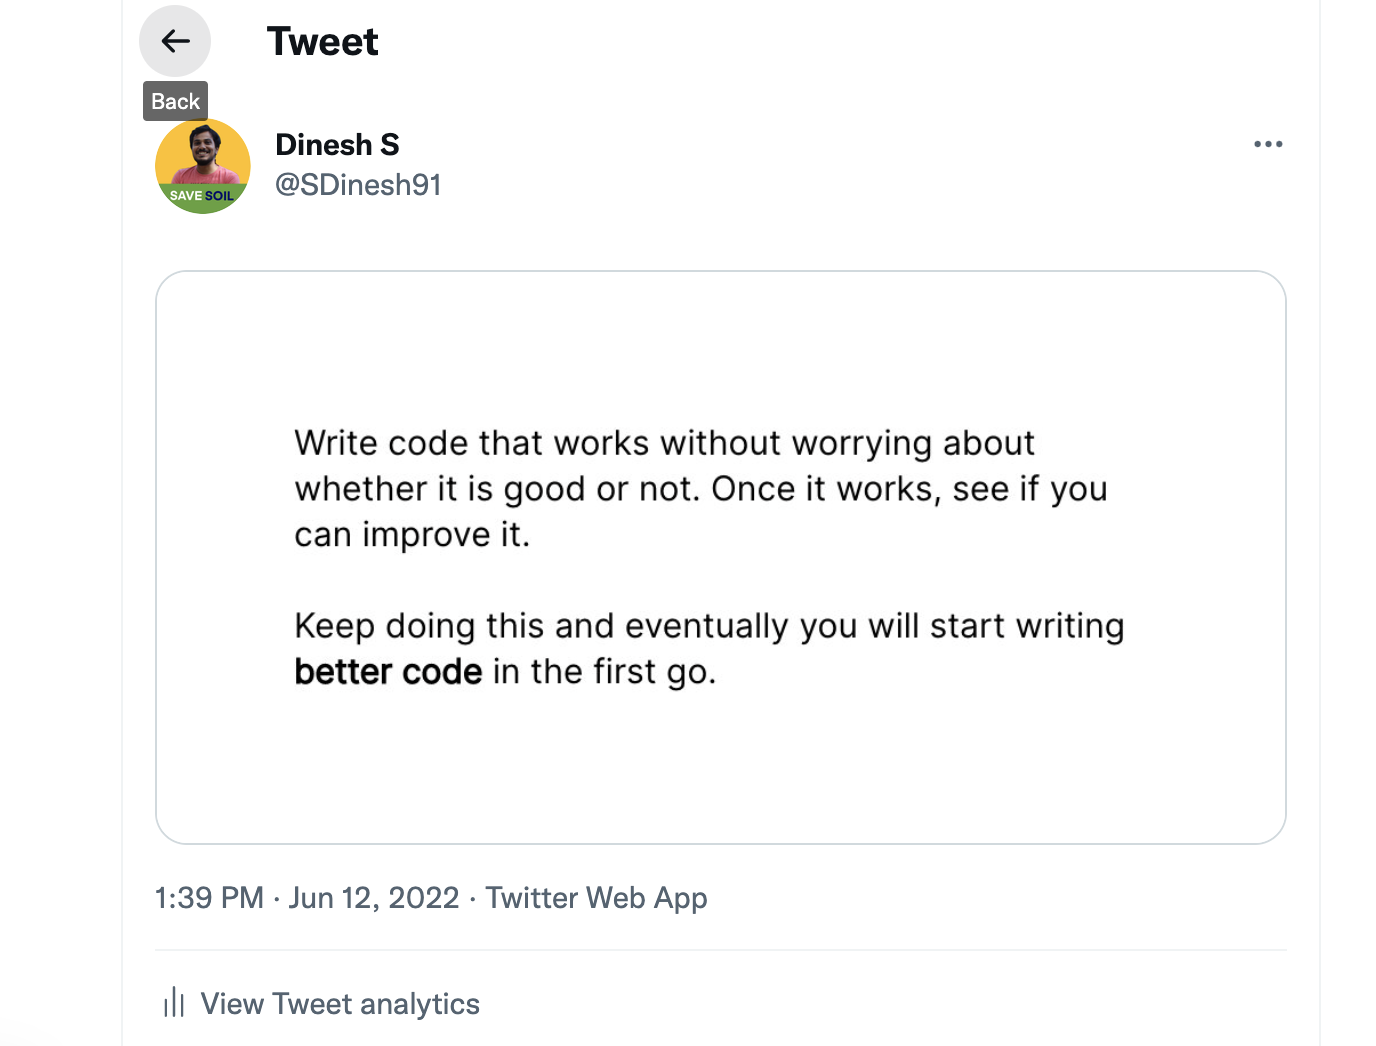 Tweet
Back
Dinesh S
@SDinesh91
SAVE SOIL
Write code that works without worrying about
whether it is good or not. Once it works, see if you
can improve it.
Keep doing this and eventually you will start writing
better code in the first go.
1:39 PM · Jun 12, 2022 · Twitter Web App
View Tweet analytics